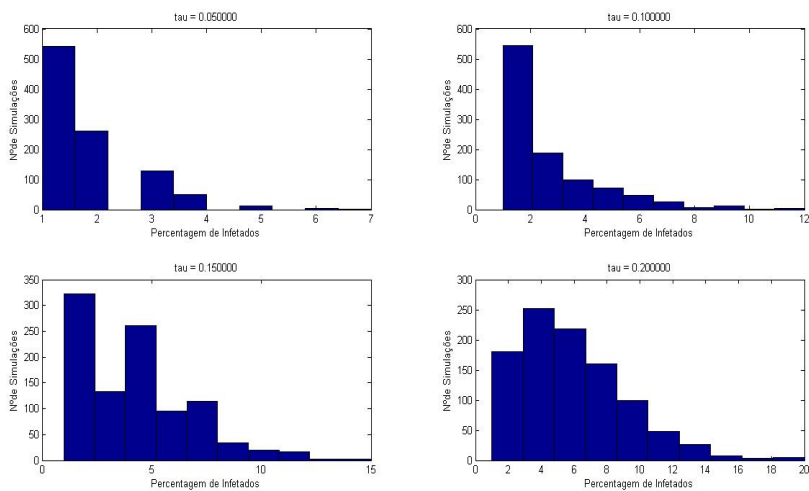 tau = 0.050000
600
500
400
300
200
100
0
Nºde Simulações
1 2 3 4 5 6 7
Percentagem de Infetados
tau = 0.100000
600
500
400
300
200
100
0
Nºde Simulações
0 2 4 6 8 10 12
Percentagem de Infetados
tau = 0.150000
350
300
250
200
150
100
50
0
Nºde Simulações
0 5 10 15
Percentagem de Infetados
tau = 0.200000
300
250
200
150
100
50
0
Nºde Simulações
0 2 4 6 8 10 12 14 16 18 20
Percentagem de Infetados